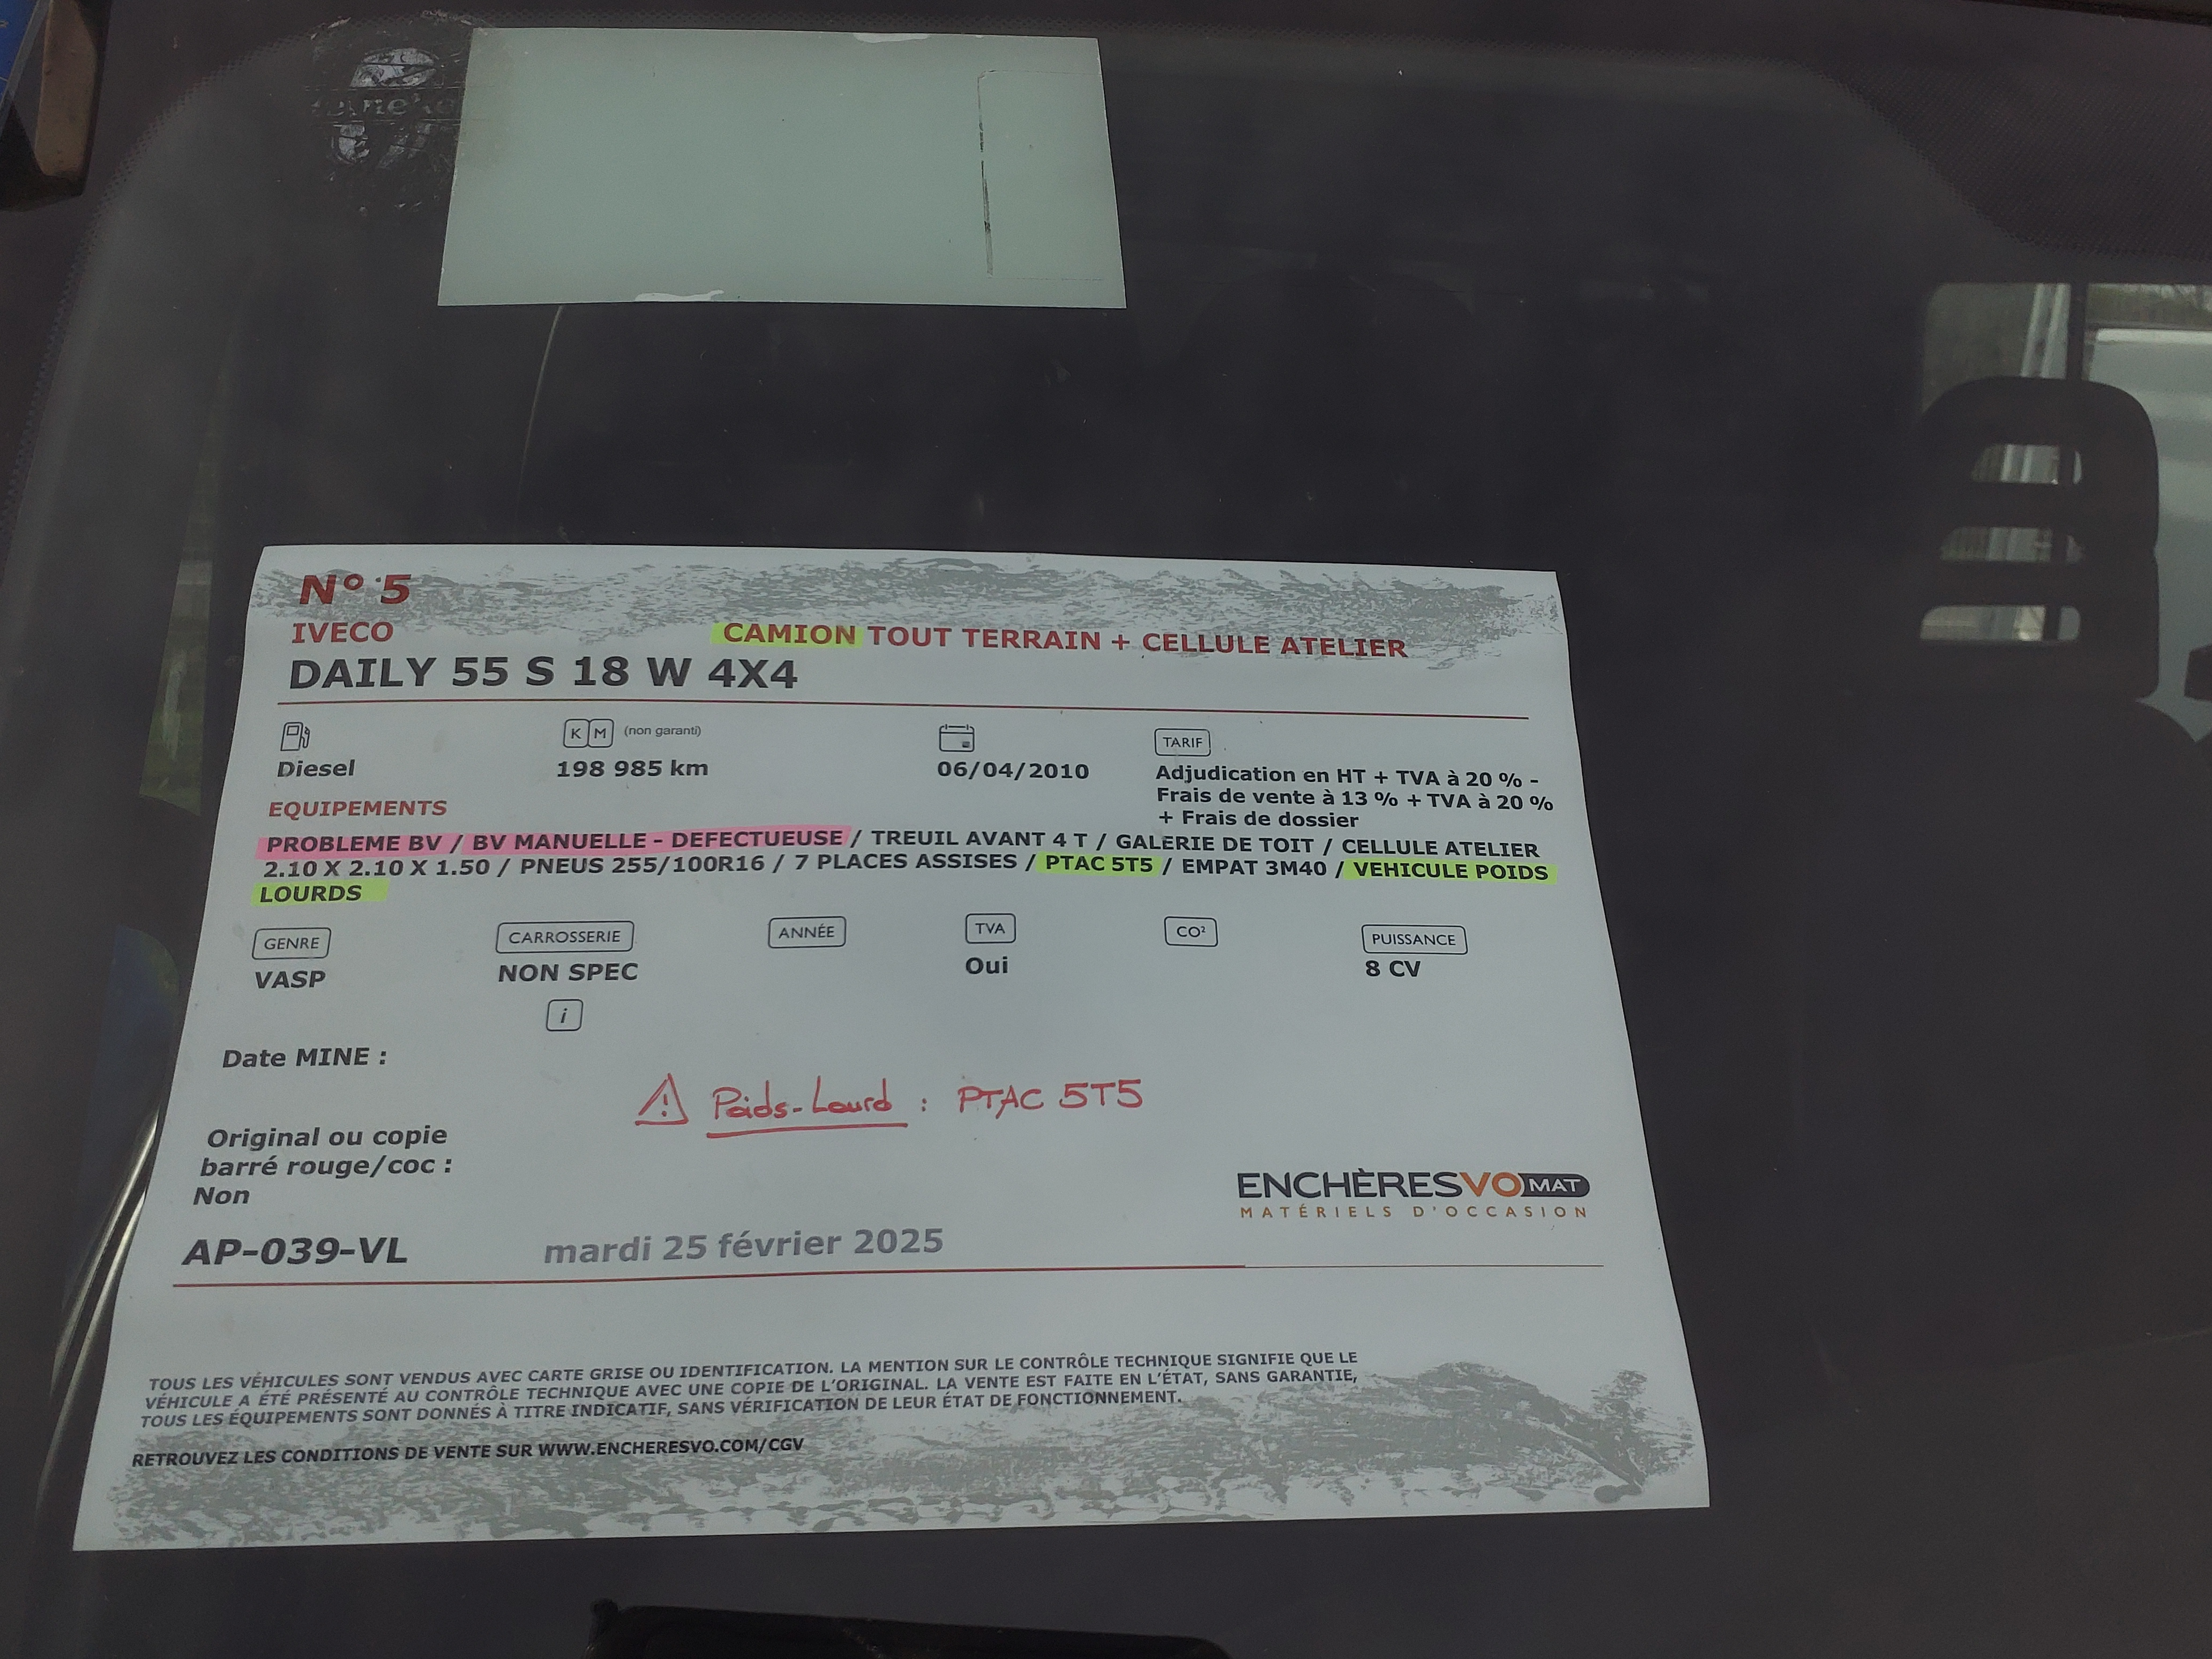 N° 5
IVECO
CAMION TOUT TERRAIN + CELLULE ATELIER
DAILY 55 S 18 W 4X4
KM (non garanti)
TARIF
Diesel
198 985 km
06/04/2010
Adjudication en HT + TVA à 20 % -
Frais de vente à 13 % + TVA à 20 %
+ Frais de dossier
EQUIPEMENTS
PROBLEME BV / BV MANUELLE - DEFECTUEUSE / TREUIL AVANT 4 T / GALERIE DE TOIT / CELLULE ATELIER
2.10 X 2.10 X 1.50 / PNEUS 255/100R16 / 7 PLACES ASSISES / PTAC 5T5 / EMPAT 3M40 / VEHICULE POIDS
LOURDS
GENRE
CARROSSERIE
ANNÉE
TVA
CO²
PUISSANCE
VASP
NON SPEC
Oui
8 CV
i
Date MINE :
! Poids-Lourd : PTAC 5T5
Original ou copie
barré rouge/coc :
Non
ENCHÈRESVO MAT
MATÉRIELS D'OCCASION
AP-039-VL
mardi 25 février 2025
TOUS LES VÉHICULES SONT VENDUS AVEC CARTE GRISE OU IDENTIFICATION. LA MENTION SUR LE CONTRÔLE TECHNIQUE SIGNIFIE QUE LE
VÉHICULE A ÉTÉ PRÉSENTÉ AU CONTRÔLE TECHNIQUE AVEC UNE COPIE DE L'ORIGINAL. LA VENTE EST FAITE EN L'ÉTAT, SANS GARANTIE,
TOUS LES ÉQUIPEMENTS SONT DONNÉS À TITRE INDICATIF, SANS VÉRIFICATION DE LEUR ÉTAT DE FONCTIONNEMENT.
RETROUVEZ LES CONDITIONS DE VENTE SUR WWW.ENCHERESVO.COM/CGV